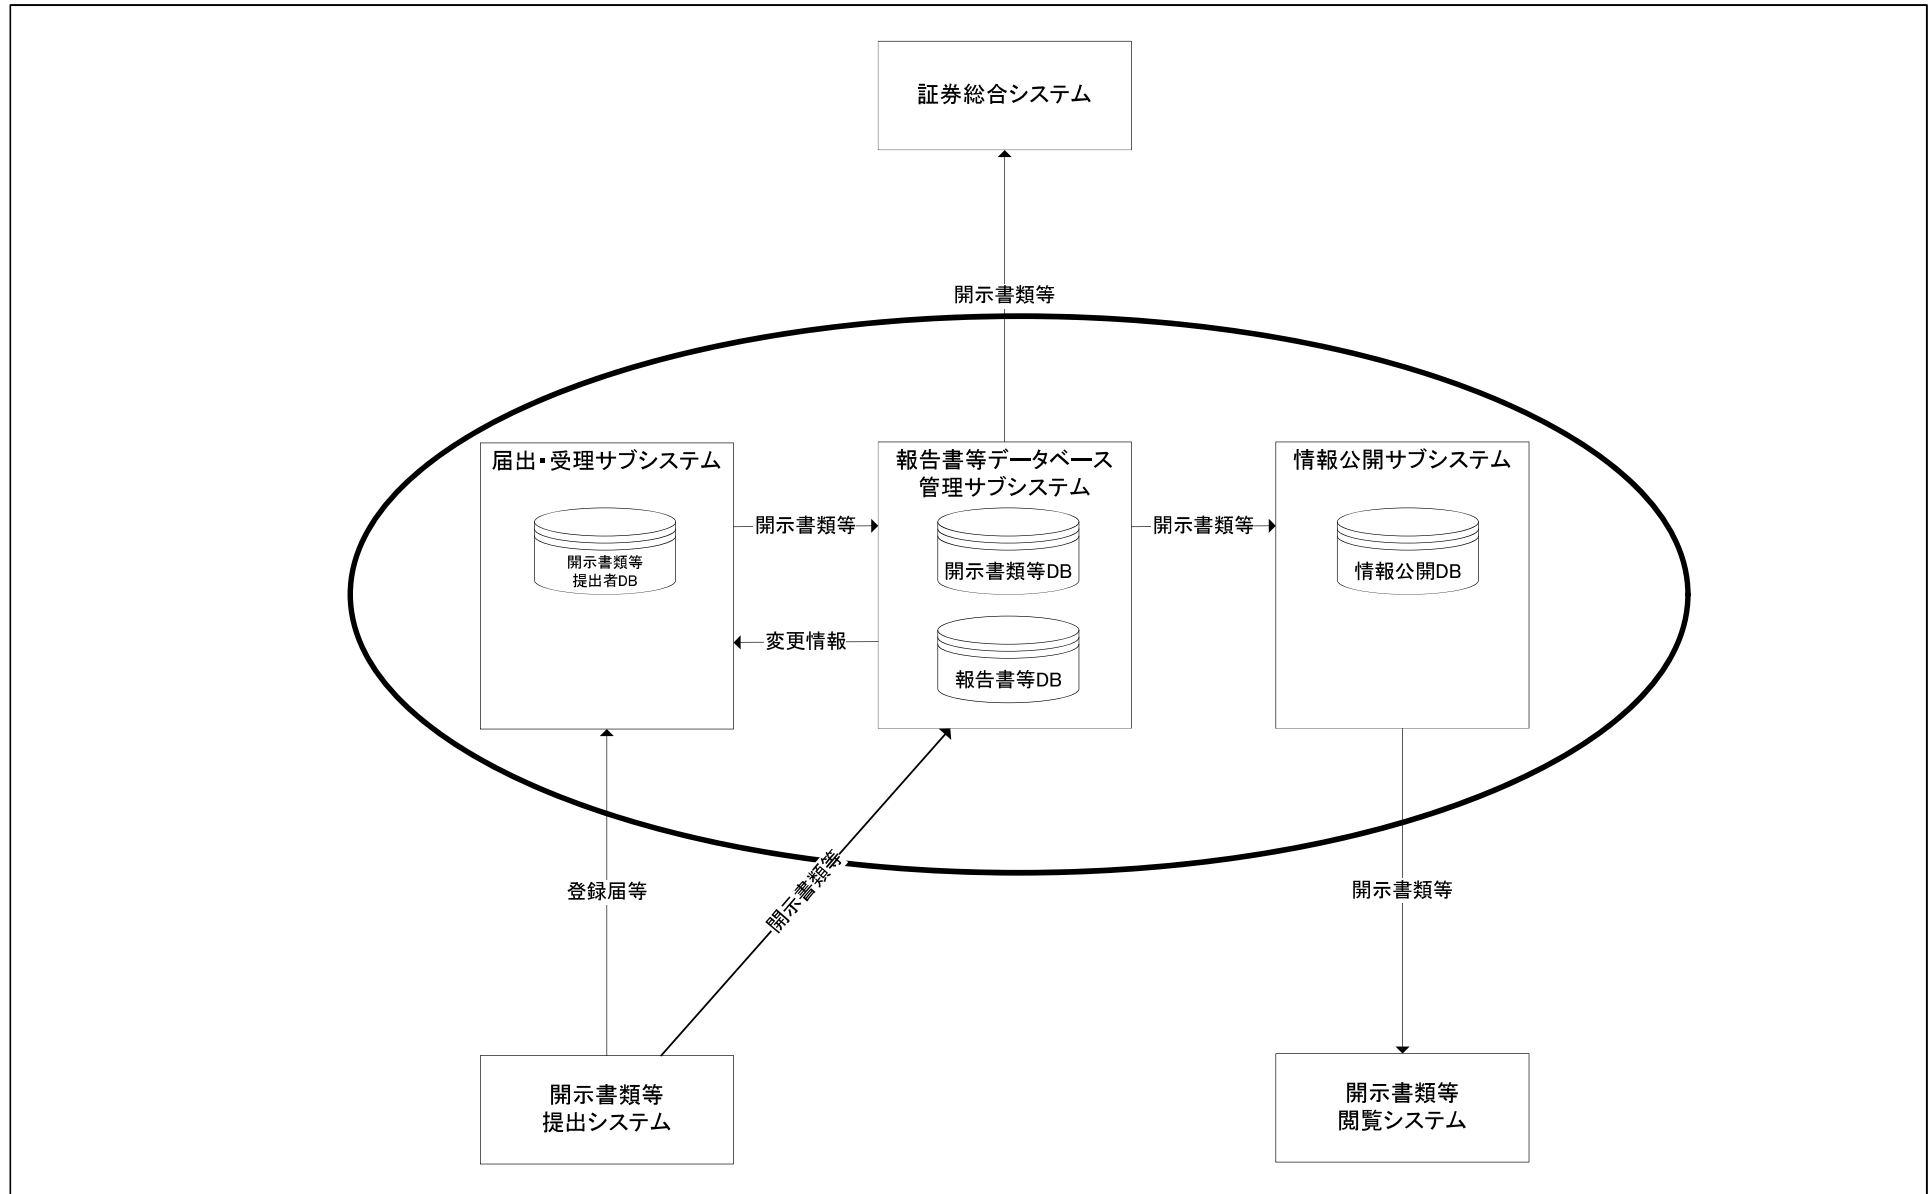 証券総合システム
開示書類等
届出・受理サブシステム
報告書等データベース
管理サブシステム
情報公開サブシステム
開示書類等
提出者DB
開示書類等
開示書類等DB
開示書類等
情報公開DB
変更情報
報告書等DB
登録届等
開示書類等
開示書類等
開示書類等
提出システム
開示書類等
閲覧システム